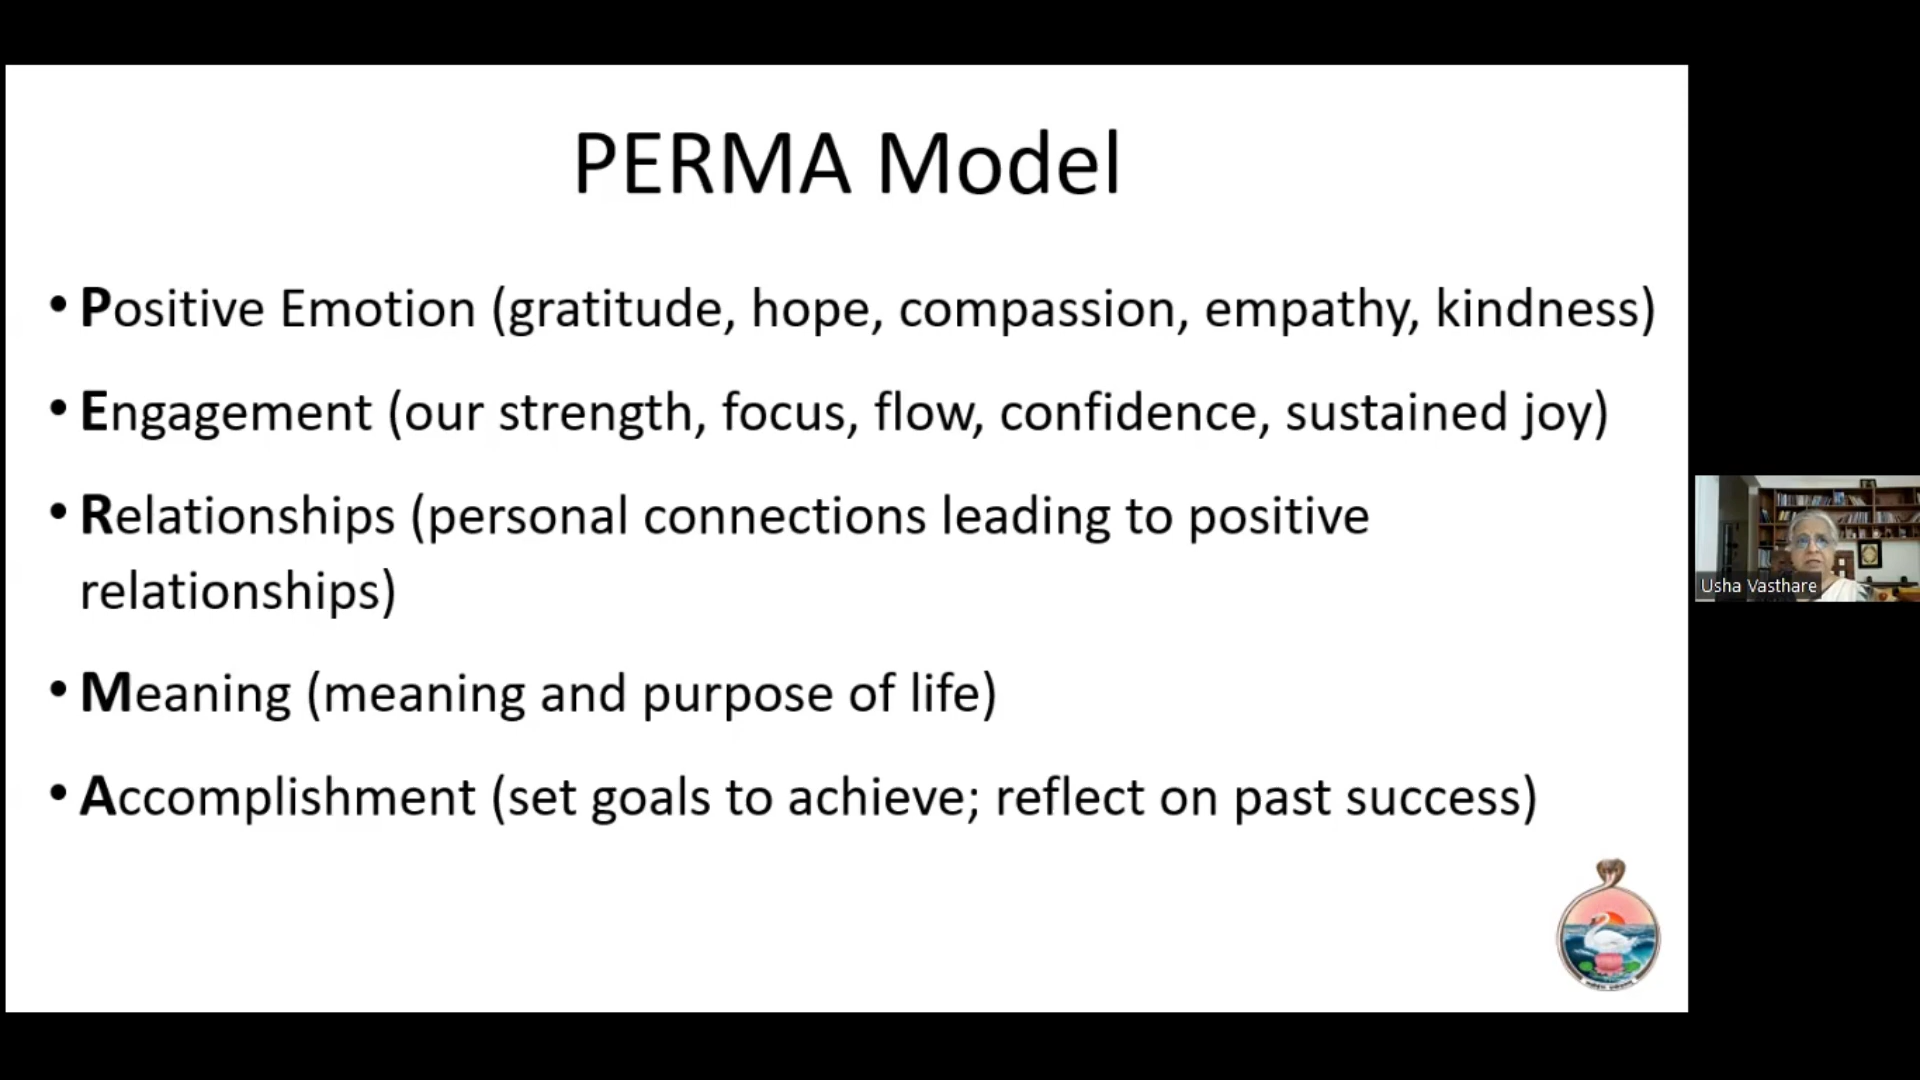 PERMA Model
• Positive Emotion (gratitude, hope, compassion, empathy, kindness)
• Engagement (our strength, focus, flow, confidence, sustained joy)
• Relationships (personal connections leading to positive
relationships)
• Meaning (meaning and purpose of life)
• Accomplishment (set goals to achieve; reflect on past success)
Usha Vasthare